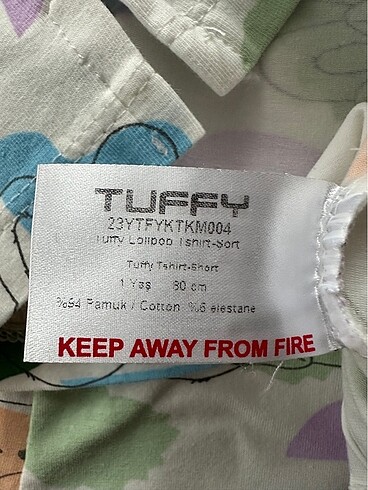 TUFFY
23YTFYKTKM004
Tuffy Lolipop Tshirt-Sort
Tuffy Tshirt-Short
1 Yaş 80 cm
%94 Pamuk / Cotton %6 elestane
KEEP AWAY FROM FIRE